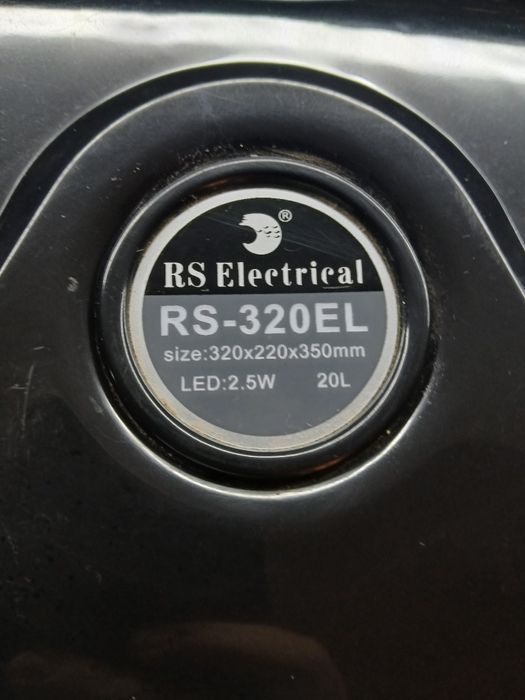 ®
RS Electrical
RS-320EL
size:320x220x350mm
LED:2.5W 20L